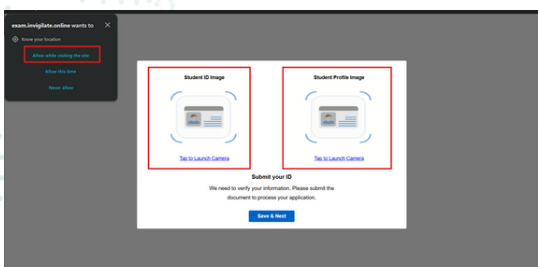 exam.invigilate.online wants to
Know your location
Allow while visiting the site
Allow this time
Never allow
Student ID Image
Student Profile Image
Tap to Launch Camera
Tap to Launch Camera
Submit your ID
We need to verify your information. Please submit the
document to process your application.
Save & Next